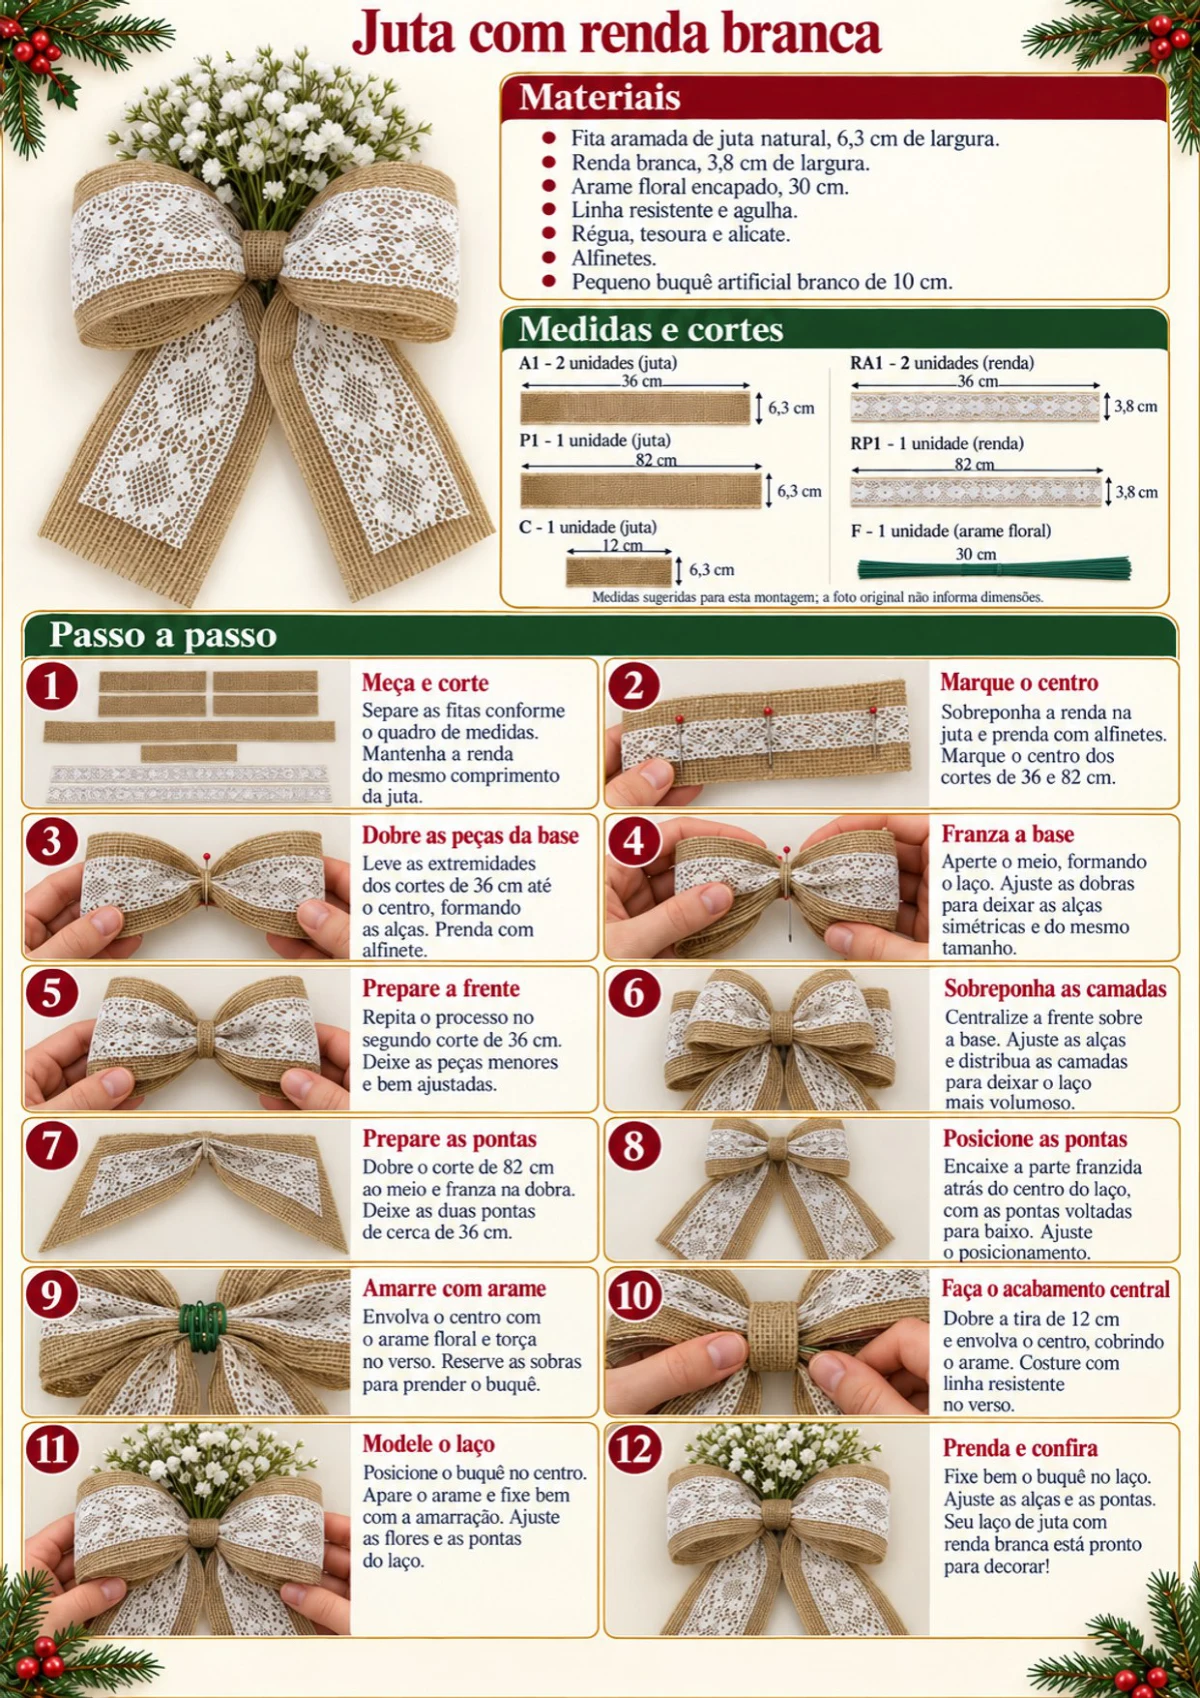 Juta com renda branca
Materiais
Fita aramada de juta natural, 6,3 cm de largura.
Renda branca, 3,8 cm de largura.
Arame floral encapado, 30 cm.
Linha resistente e agulha.
Régua, tesoura e alicate.
Alfinetes.
Pequeno buquê artificial branco de 10 cm.
Medidas e cortes
A1 - 2 unidades (juta)
36 cm
6,3 cm
P1 - 1 unidade (juta)
82 cm
6,3 cm
C - 1 unidade (juta)
12 cm
6,3 cm
RA1 - 2 unidades (renda)
36 cm
3,8 cm
RP1 - 1 unidade (renda)
82 cm
3,8 cm
F - 1 unidade (arame floral)
30 cm
Medidas sugeridas para esta montagem; a foto original não informa dimensões.
Passo a passo
1
Meça e corte
Separe as fitas conforme
o quadro de medidas.
Mantenha a renda
do mesmo comprimento
da juta.
2
Marque o centro
Sobreponha a renda na
juta e prenda com alfinetes.
Marque o centro dos
cortes de 36 e 82 cm.
3
Dobre as peças da base
Leve as extremidades
dos cortes de 36 cm até
o centro, formando
as alças. Prenda com
alfinete.
4
Franza a base
Aperte o meio, formando
o laço. Ajuste as dobras
para deixar as alças
simétricas e do mesmo
tamanho.
5
Prepare a frente
Repita o processo no
segundo corte de 36 cm.
Deixe as peças menores
e bem ajustadas.
6
Sobreponha as camadas
Centralize a frente sobre
a base. Ajuste as alças
e distribua as camadas
para deixar o laço
mais volumoso.
7
Prepare as pontas
Dobre o corte de 82 cm
ao meio e franza na dobra.
Deixe as duas pontas
de cerca de 36 cm.
8
Posicione as pontas
Encaixe a parte franzida
atrás do centro do laço,
com as pontas voltadas
para baixo. Ajuste
o posicionamento.
9
Amarre com arame
Envolva o centro com
o arame floral e torça
no verso. Reserve as sobras
para prender o buquê.
10
Faça o acabamento central
Dobre a tira de 12 cm
e envolva o centro, cobrindo
o arame. Costure com
linha resistente
no verso.
11
Modele o laço
Posicione o buquê no centro.
Apare o arame e fixe bem
com a amarração. Ajuste
as flores e as pontas
do laço.
12
Prenda e confira
Fixe bem o buquê no laço.
Ajuste as alças e as pontas.
Seu laço de juta com
renda branca está pronto
para decorar!